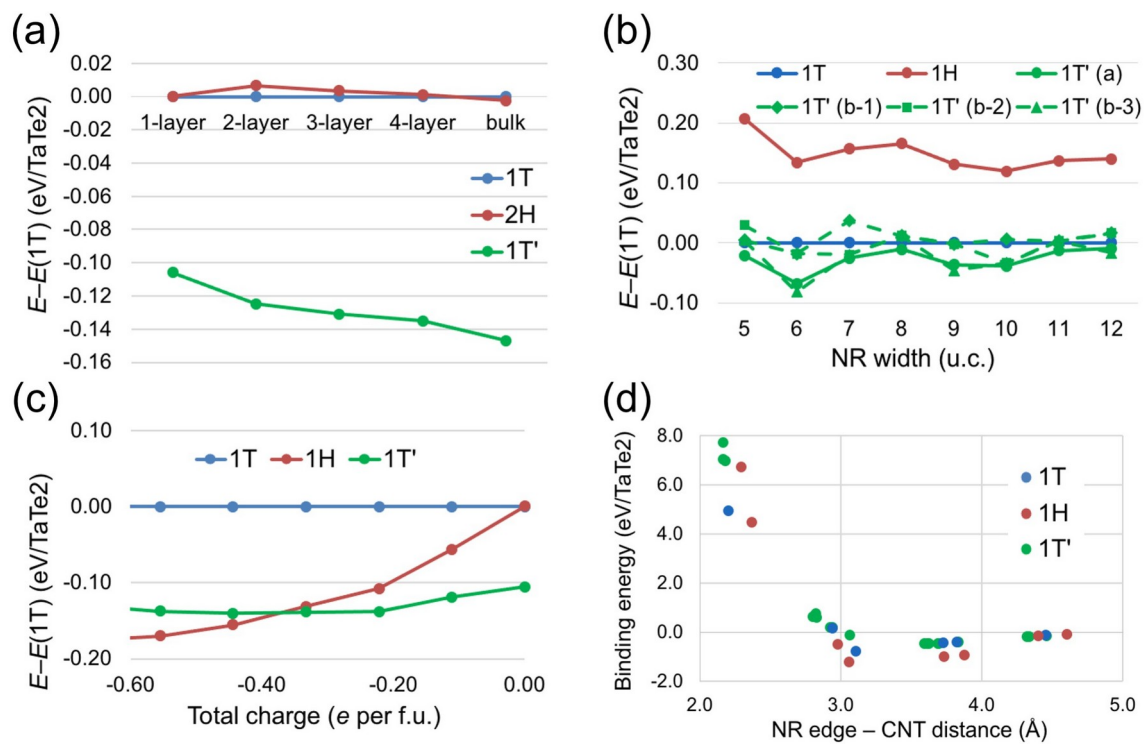 (a)
0.02
0.00
-0.02
-0.04
-0.06
-0.08
-0.10
-0.12
-0.14
-0.16
E–E(1T) (eV/TaTe2)
1-layer 2-layer 3-layer 4-layer bulk
1T
2H
1T'
(b)
0.30
0.20
0.10
0.00
-0.10
E–E(1T) (eV/TaTe2)
1T 1H 1T' (a)
1T' (b-1) 1T' (b-2) 1T' (b-3)
5 6 7 8 9 10 11 12
NR width (u.c.)
(c)
0.10
0.00
-0.10
-0.20
E–E(1T) (eV/TaTe2)
1T 1H 1T'
-0.60 -0.40 -0.20 0.00
Total charge (e per f.u.)
(d)
8.0
6.0
4.0
2.0
0.0
-2.0
Binding energy (eV/TaTe2)
1T
1H
1T'
2.0 3.0 4.0 5.0
NR edge – CNT distance (Å)